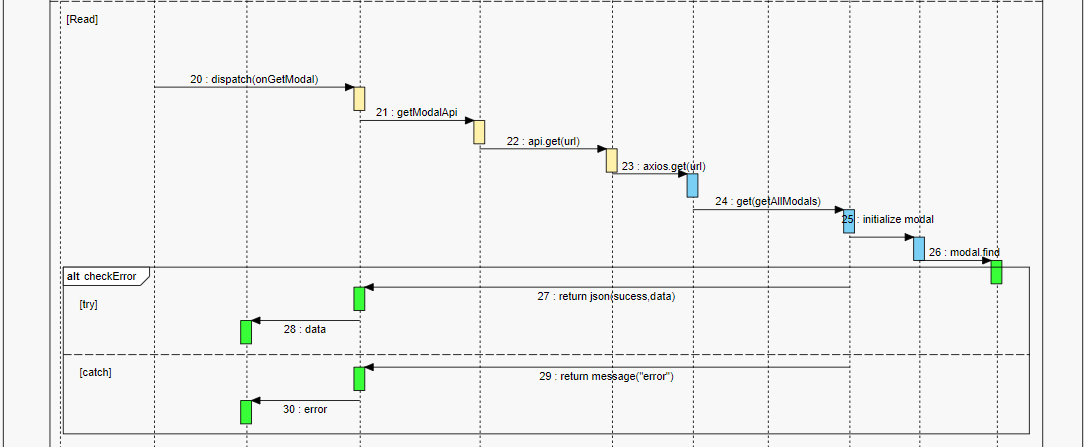 [Read]
20 : dispatch(onGetModal)
21 : getModalApi
22 : api.get(url)
23 : axios.get(url)
24 : get(getAllModals)
25 : initialize modal
26 : modal.find
alt checkError
[try]
27 : return json(sucess,data)
28 : data
[catch]
29 : return message("error")
30 : error